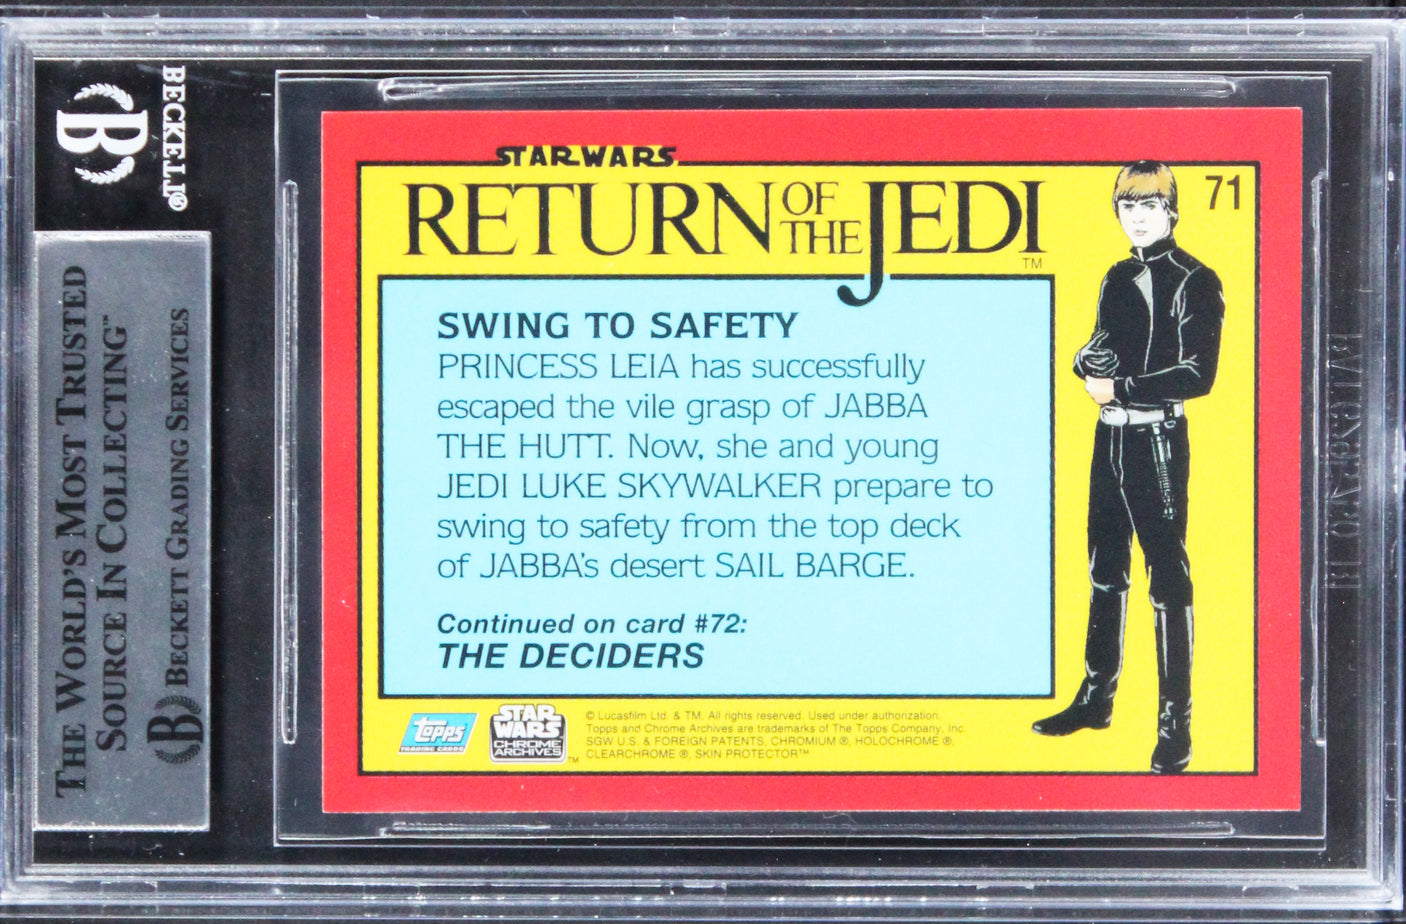 BECKETT®
THE WORLD'S MOST TRUSTED
SOURCE IN COLLECTING™
B BECKETT GRADING SERVICES
STAR WARS
RETURN OF THE JEDI
TM
71
SWING TO SAFETY
PRINCESS LEIA has successfully
escaped the vile grasp of JABBA
THE HUTT. Now, she and young
JEDI LUKE SKYWALKER prepare to
swing to safety from the top deck
of JABBA's desert SAIL BARGE.
Continued on card #72:
THE DECIDERS
Topps
TRADING CARDS
STAR
WARS
CHROME
ARCHIVES
TM
© Lucasfilm Ltd. & TM. All rights reserved. Used under authorization.
Topps and Chrome Archives are trademarks of The Topps Company, Inc.
SGW U.S. & FOREIGN PATENTS, CHROMIUM ®, HOLOCHROME ®,
CLEARCHROME ®, SKIN PROTECTOR™